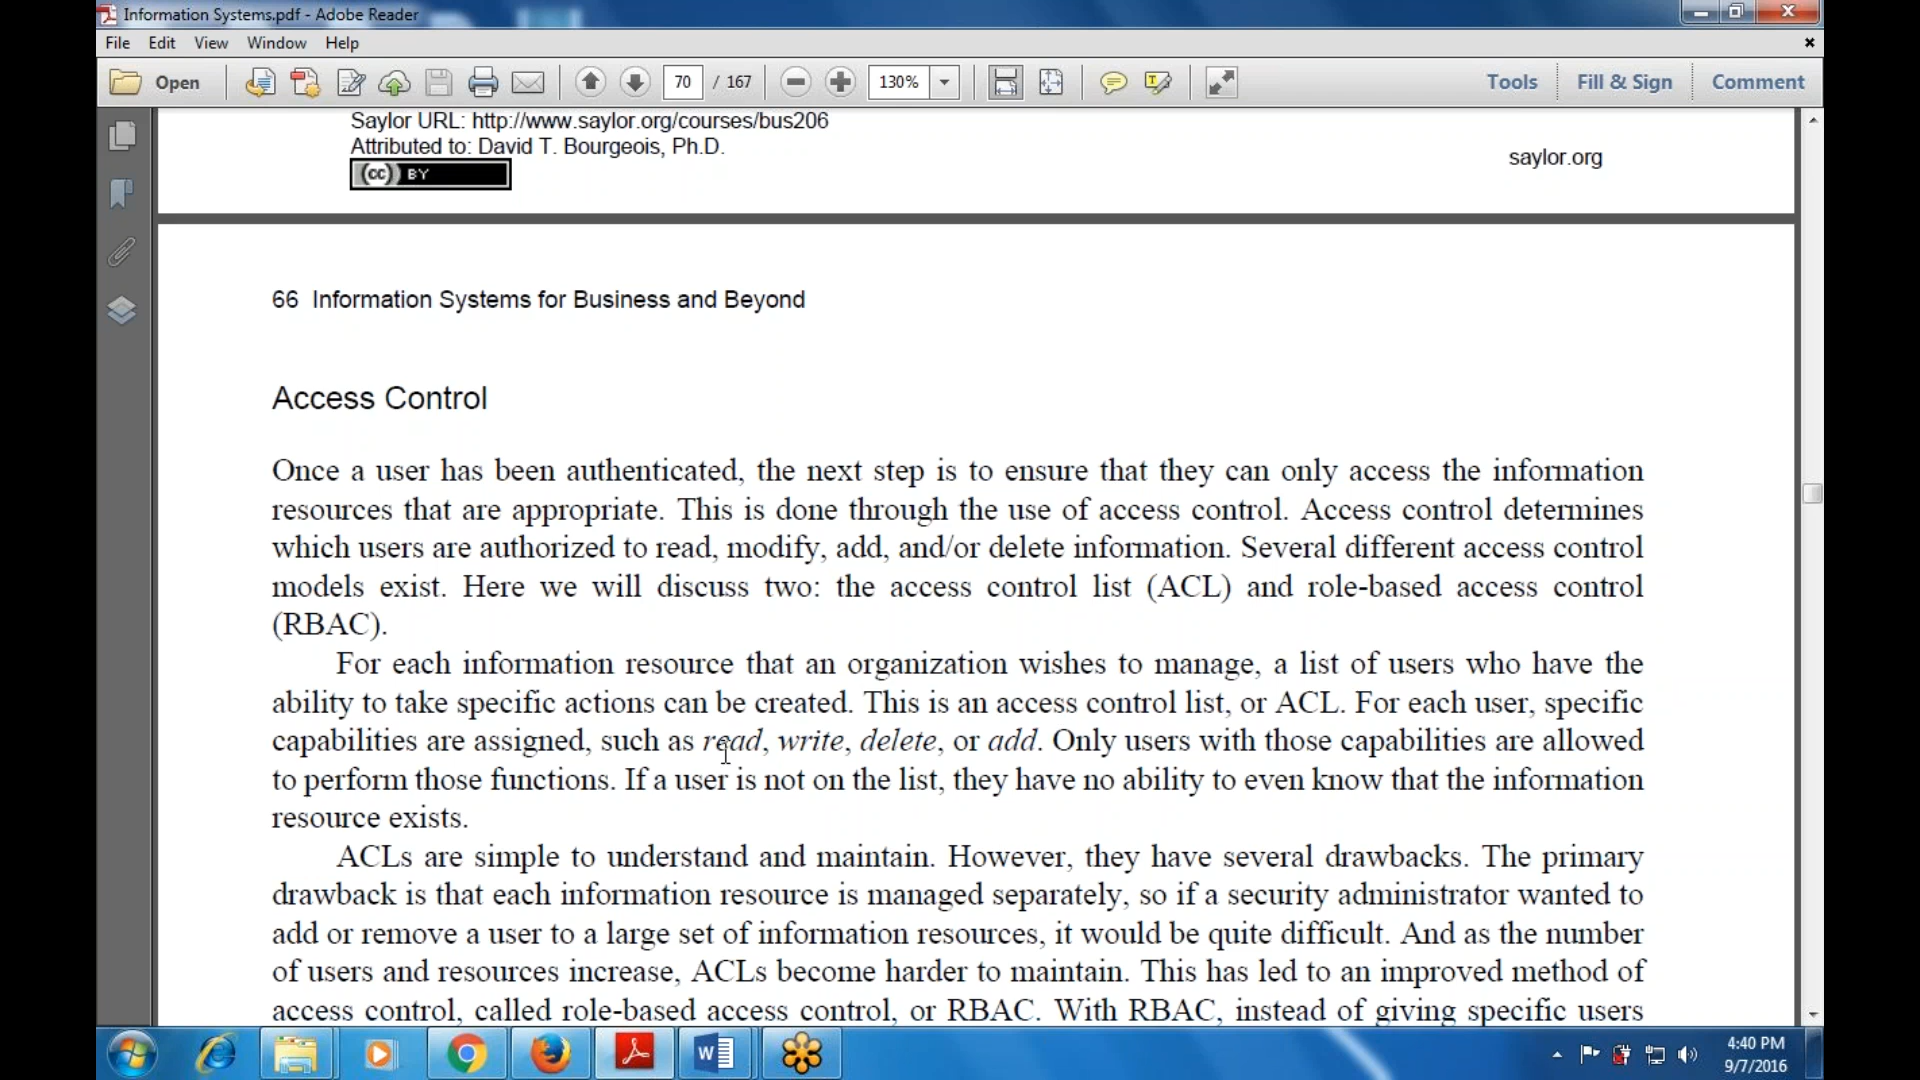 Information Systems.pdf - Adobe Reader
File Edit View Window Help
Open 70 / 167 130% Tools Fill & Sign Comment
Saylor URL: http://www.saylor.org/courses/bus206
Attributed to: David T. Bourgeois, Ph.D.
saylor.org
(cc) BY
66 Information Systems for Business and Beyond
Access Control
Once a user has been authenticated, the next step is to ensure that they can only access the information
resources that are appropriate. This is done through the use of access control. Access control determines
which users are authorized to read, modify, add, and/or delete information. Several different access control
models exist. Here we will discuss two: the access control list (ACL) and role-based access control
(RBAC).
For each information resource that an organization wishes to manage, a list of users who have the
ability to take specific actions can be created. This is an access control list, or ACL. For each user, specific
capabilities are assigned, such as read, write, delete, or add. Only users with those capabilities are allowed
to perform those functions. If a user is not on the list, they have no ability to even know that the information
resource exists.
ACLs are simple to understand and maintain. However, they have several drawbacks. The primary
drawback is that each information resource is managed separately, so if a security administrator wanted to
add or remove a user to a large set of information resources, it would be quite difficult. And as the number
of users and resources increase, ACLs become harder to maintain. This has led to an improved method of
access control, called role-based access control, or RBAC. With RBAC, instead of giving specific users
4:40 PM
9/7/2016